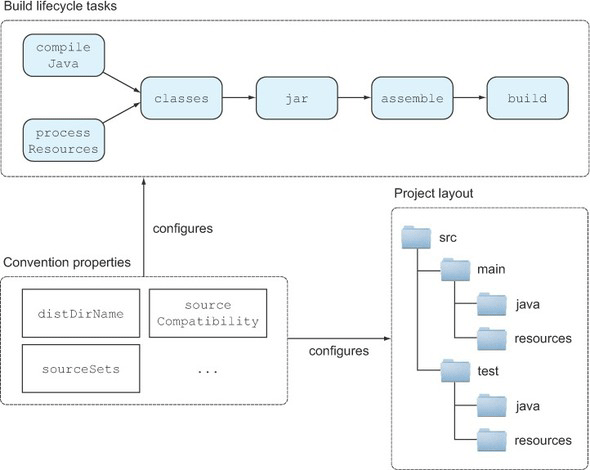 Build lifecycle tasks
compile
Java
classes
jar
assemble
build
process
Resources
configures
Project layout
src
main
java
resources
test
java
resources
Convention properties
distDirName
source
Compatibility
sourceSets
...
configures